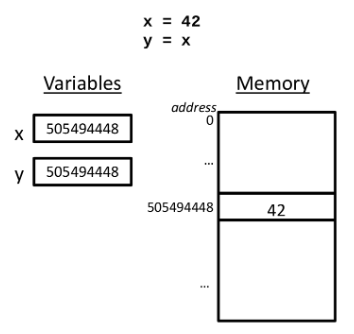 x = 42
y = x
Variables
Memory
address
0
x
505494448
...
y
505494448
505494448
42
...